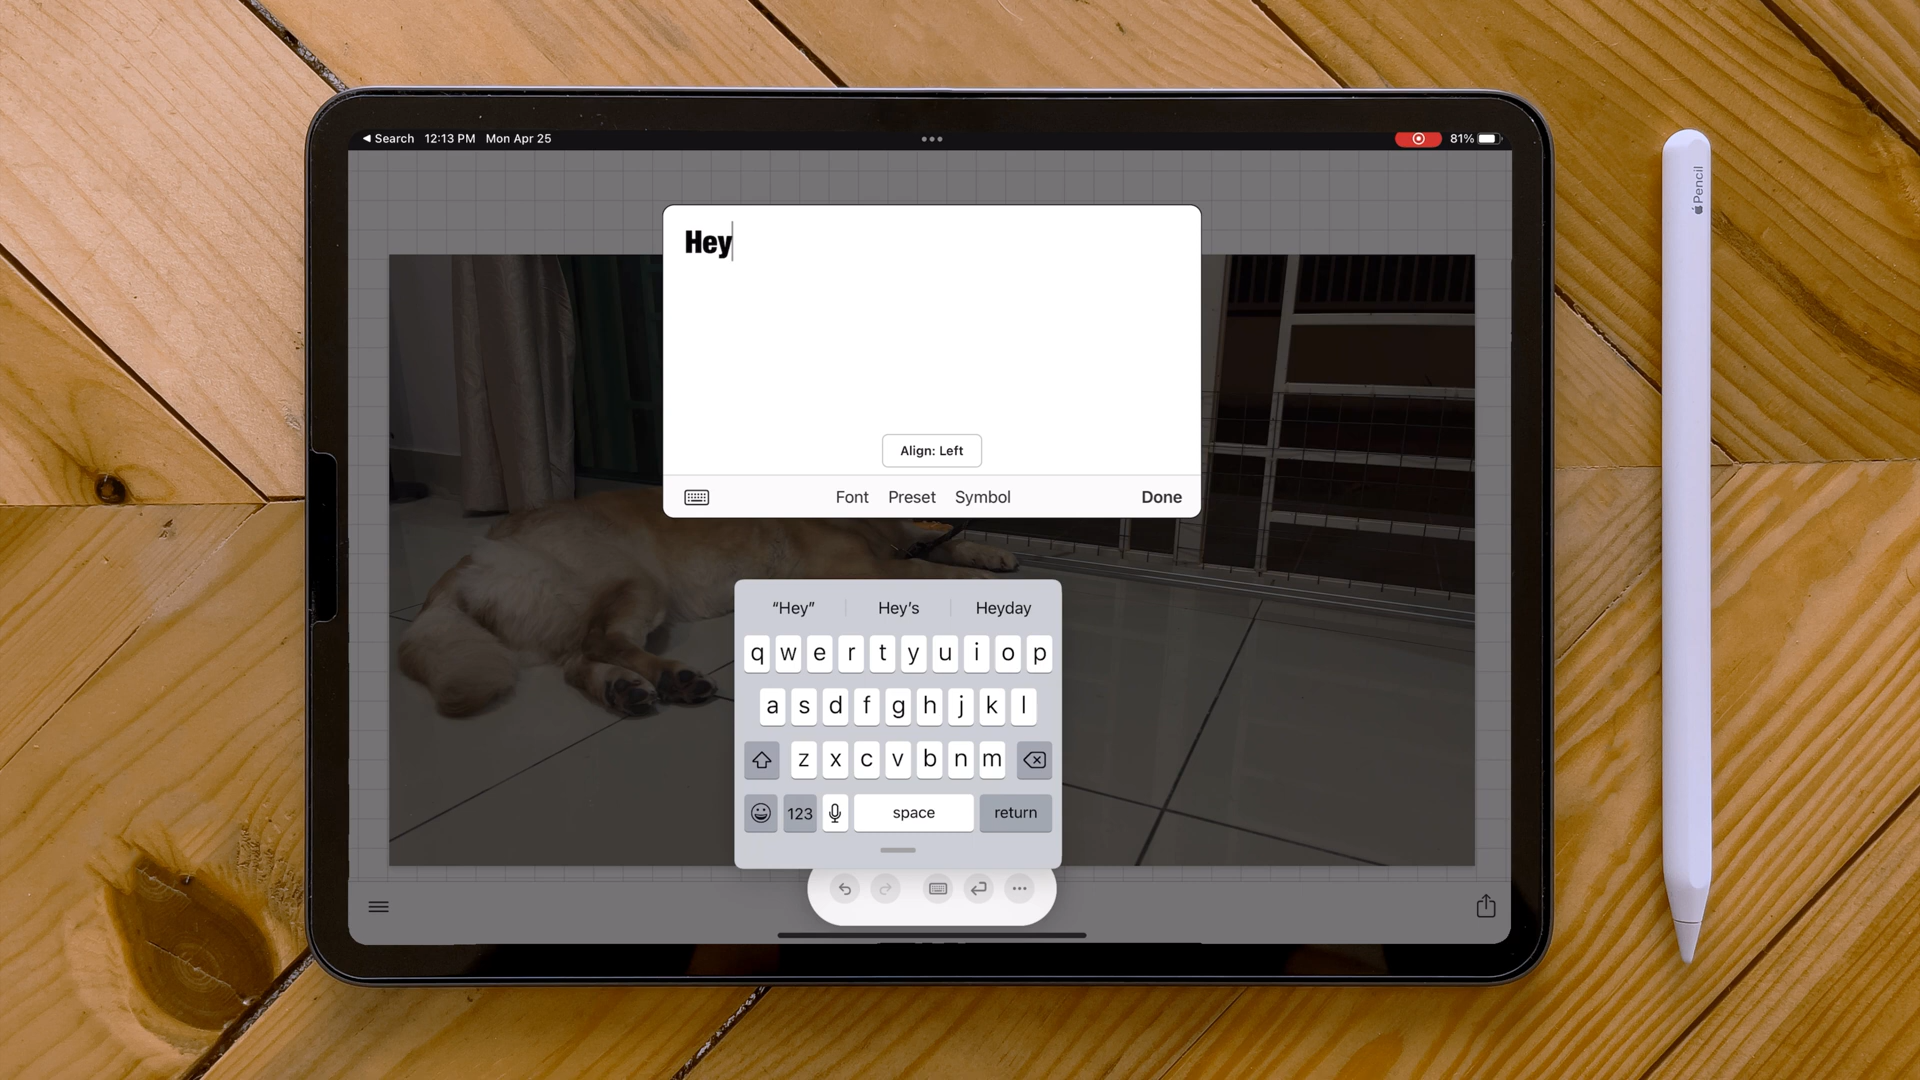 Search 12:13 PM Mon Apr 25
81%
Pencil
Hey
Align: Left
Font Preset Symbol Done
“Hey” Hey’s Heyday
q w e r t y u i o p
a s d f g h j k l
z x c v b n m
123 space return